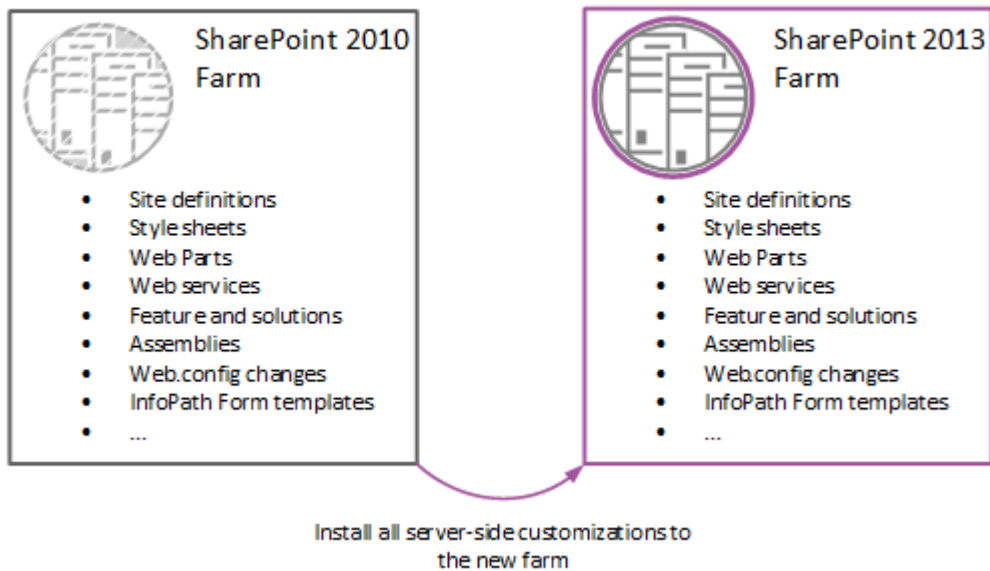 SharePoint 2010
Farm
• Site definitions
• Style sheets
• Web Parts
• Web services
• Feature and solutions
• Assemblies
• Web.config changes
• InfoPath Form templates
• ...
SharePoint 2013
Farm
• Site definitions
• Style sheets
• Web Parts
• Web services
• Feature and solutions
• Assemblies
• Web.config changes
• InfoPath Form templates
• ...
Install all server-side customizations to
the new farm